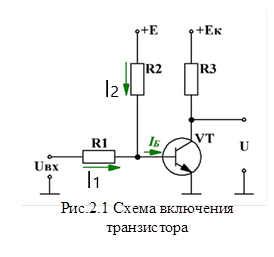 +E +Eк
R2 R3
I2
IБ VT
R1
Uвх I1 U
Рис.2.1 Схема включения
транзистора